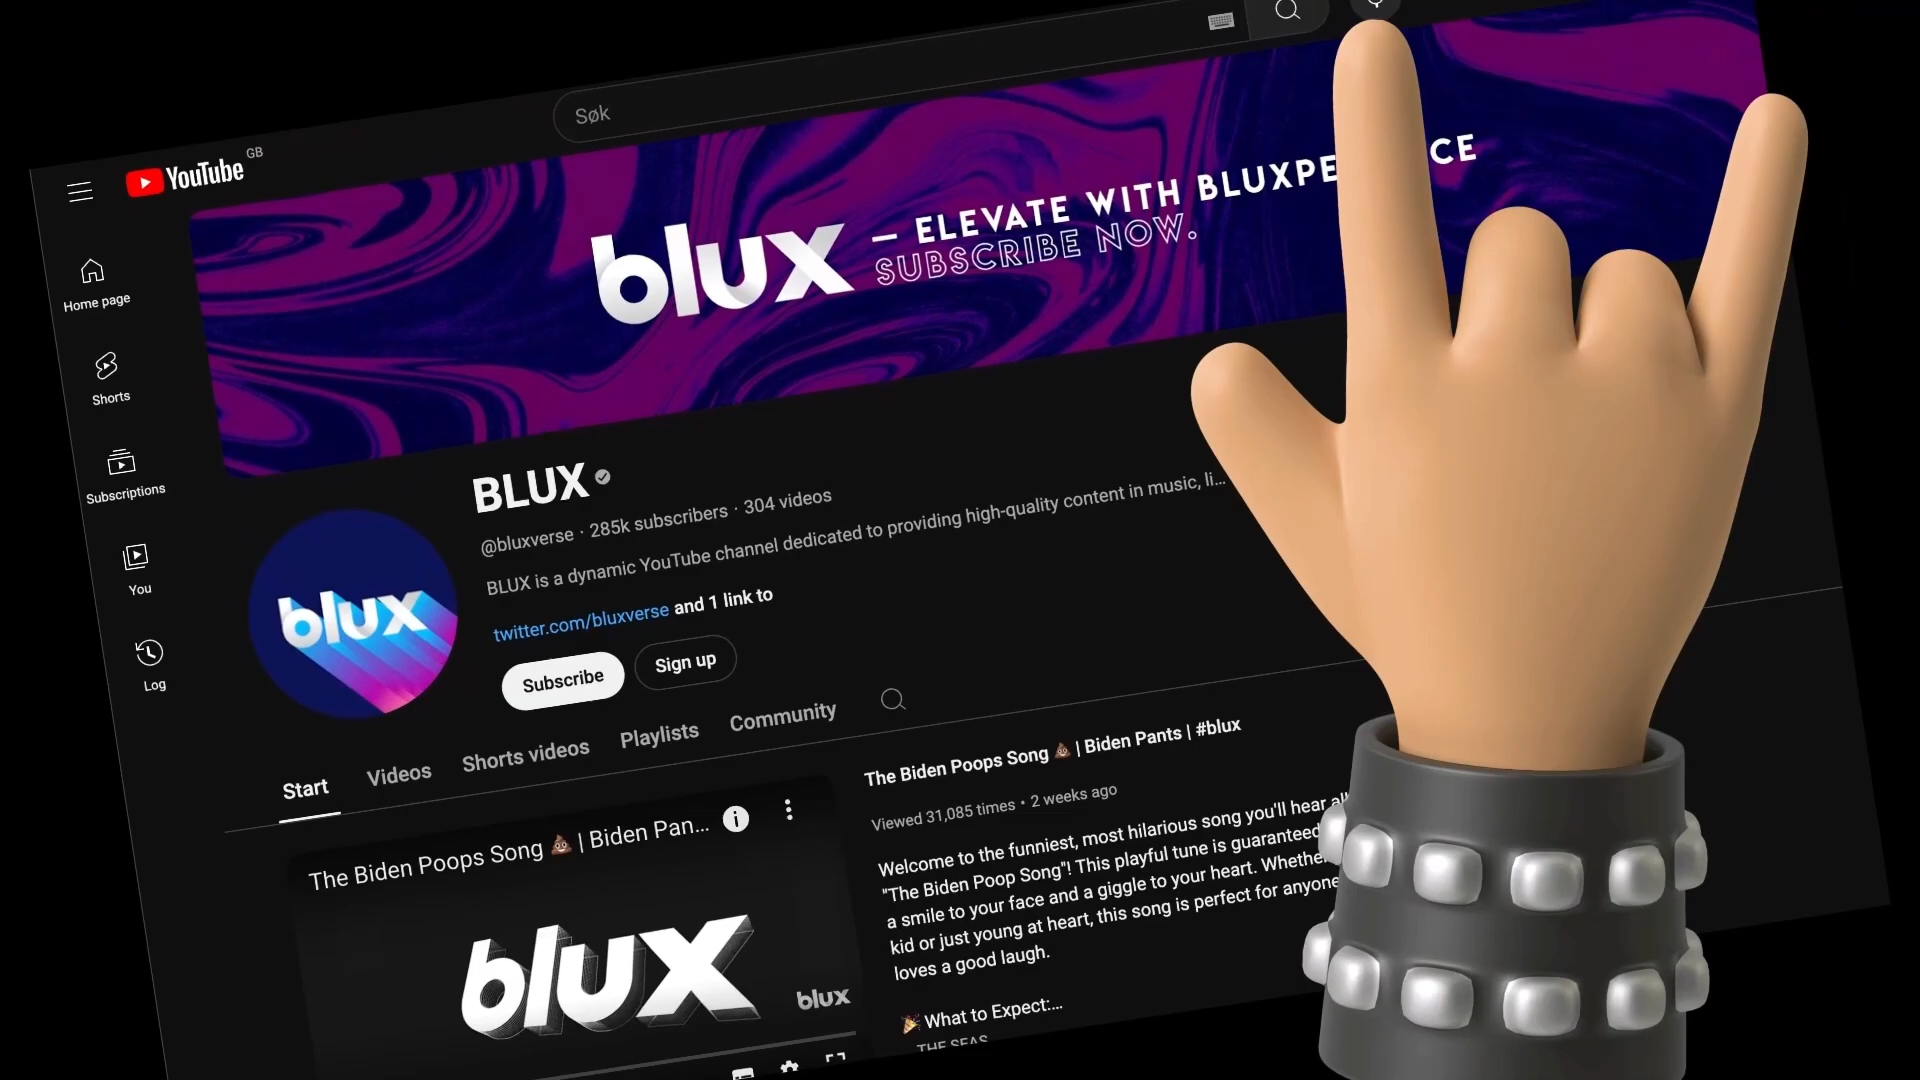 Søk
YouTube GB
blux
— ELEVATE WITH BLUXPE CE
SUBSCRIBE NOW.
Home page
Shorts
Subscriptions
You
Log
blux
BLUX
@bluxverse · 285k subscribers · 304 videos
BLUX is a dynamic YouTube channel dedicated to providing high-quality content in music, li...
twitter.com/bluxverse and 1 link to
Subscribe
Sign up
Start
Videos
Shorts videos
Playlists
Community
The Biden Poops Song 💩 | Biden Pan...
blux
blux
The Biden Poops Song 💩 | Biden Pants | #blux
Viewed 31,085 times • 2 weeks ago
Welcome to the funniest, most hilarious song you'll hear all
"The Biden Poop Song"! This playful tune is guaranteed
a smile to your face and a giggle to your heart. Whethe
kid or just young at heart, this song is perfect for anyone
loves a good laugh.
🎉 What to Expect:...
THE SEAS